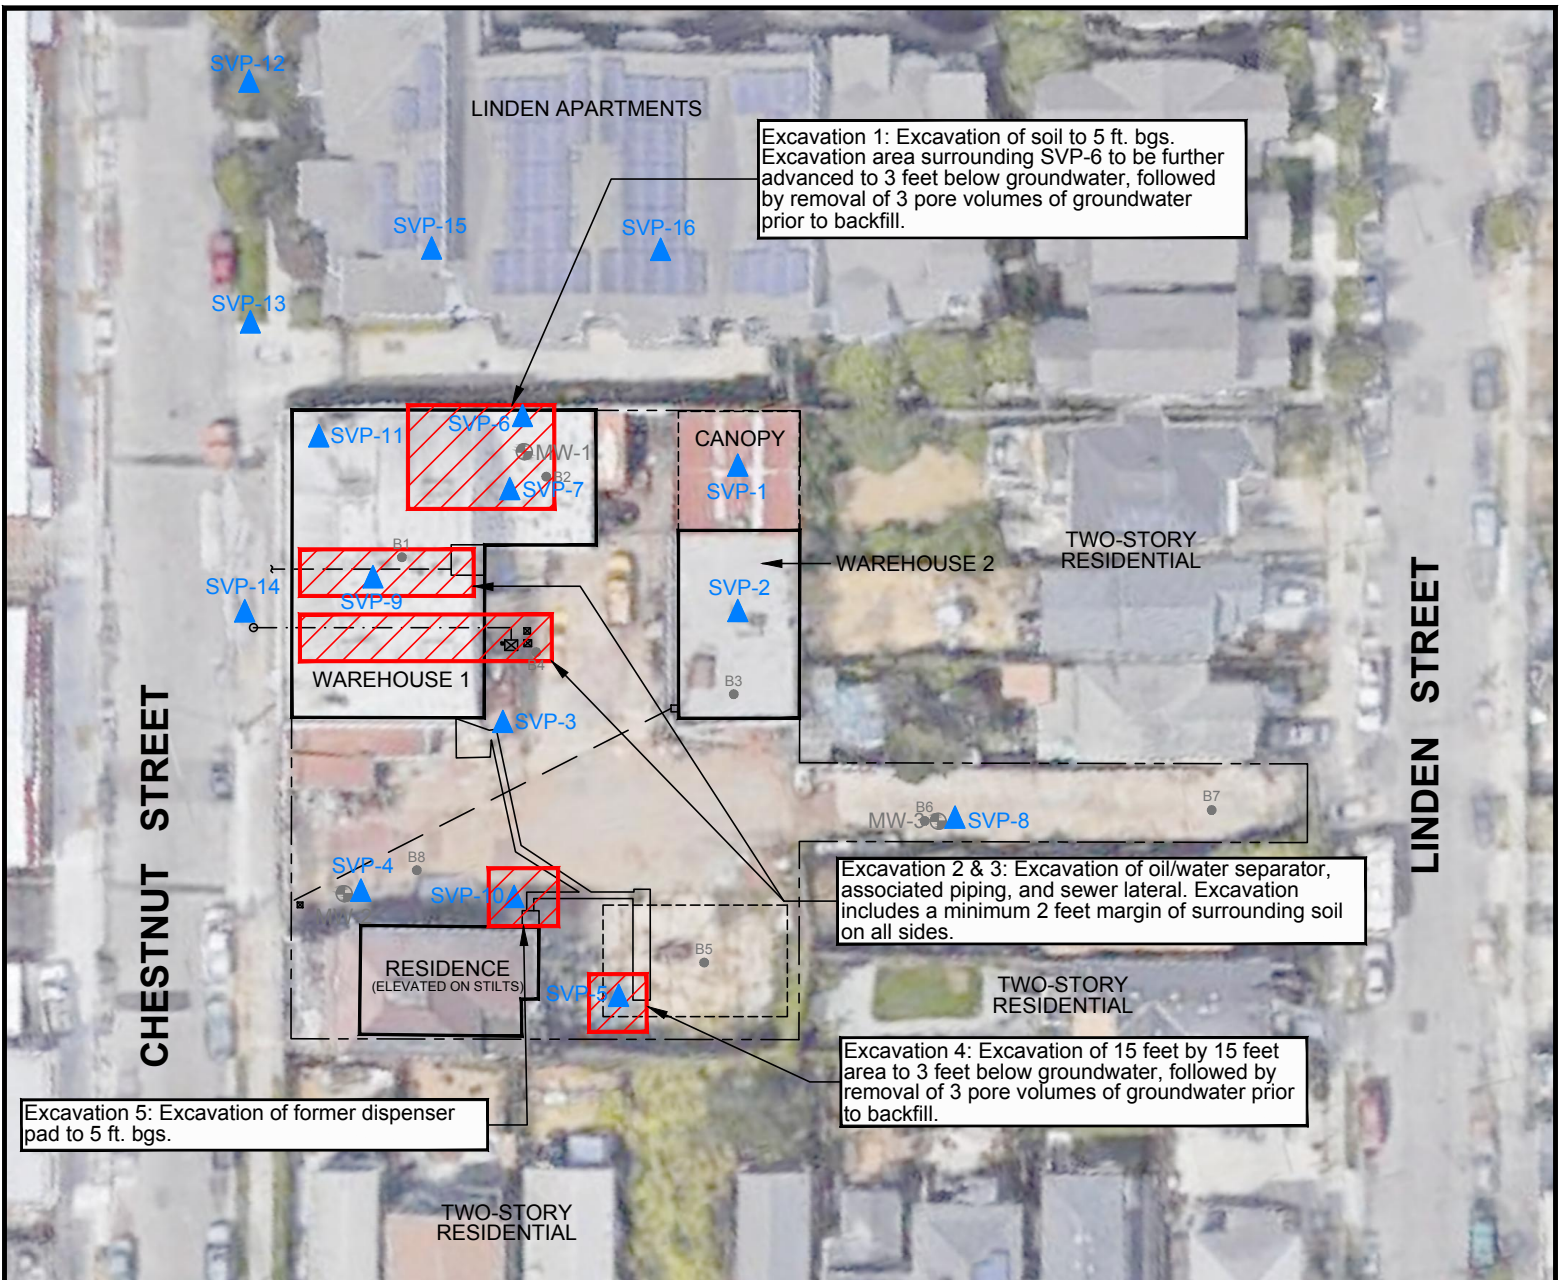 SVP-12
LINDEN APARTMENTS
Excavation 1: Excavation of soil to 5 ft. bgs.
Excavation area surrounding SVP-6 to be further
advanced to 3 feet below groundwater, followed
by removal of 3 pore volumes of groundwater
prior to backfill.
SVP-15
SVP-16
SVP-13
SVP-11
SVP-6
MW-1
B2
SVP-7
CANOPY
SVP-1
TWO-STORY
RESIDENTIAL
B1
SVP-9
SVP-14
WAREHOUSE 2
SVP-2
B4
B3
WAREHOUSE 1
SVP-3
CHESTNUT STREET
LINDEN STREET
B6
MW-3
SVP-8
B7
SVP-4
B8
SVP-10
Excavation 2 & 3: Excavation of oil/water separator,
associated piping, and sewer lateral. Excavation
includes a minimum 2 feet margin of surrounding soil
on all sides.
RESIDENCE
(ELEVATED ON STILTS)
B5
SVP-5
TWO-STORY
RESIDENTIAL
Excavation 4: Excavation of 15 feet by 15 feet
area to 3 feet below groundwater, followed by
removal of 3 pore volumes of groundwater prior
to backfill.
Excavation 5: Excavation of former dispenser
pad to 5 ft. bgs.
TWO-STORY
RESIDENTIAL